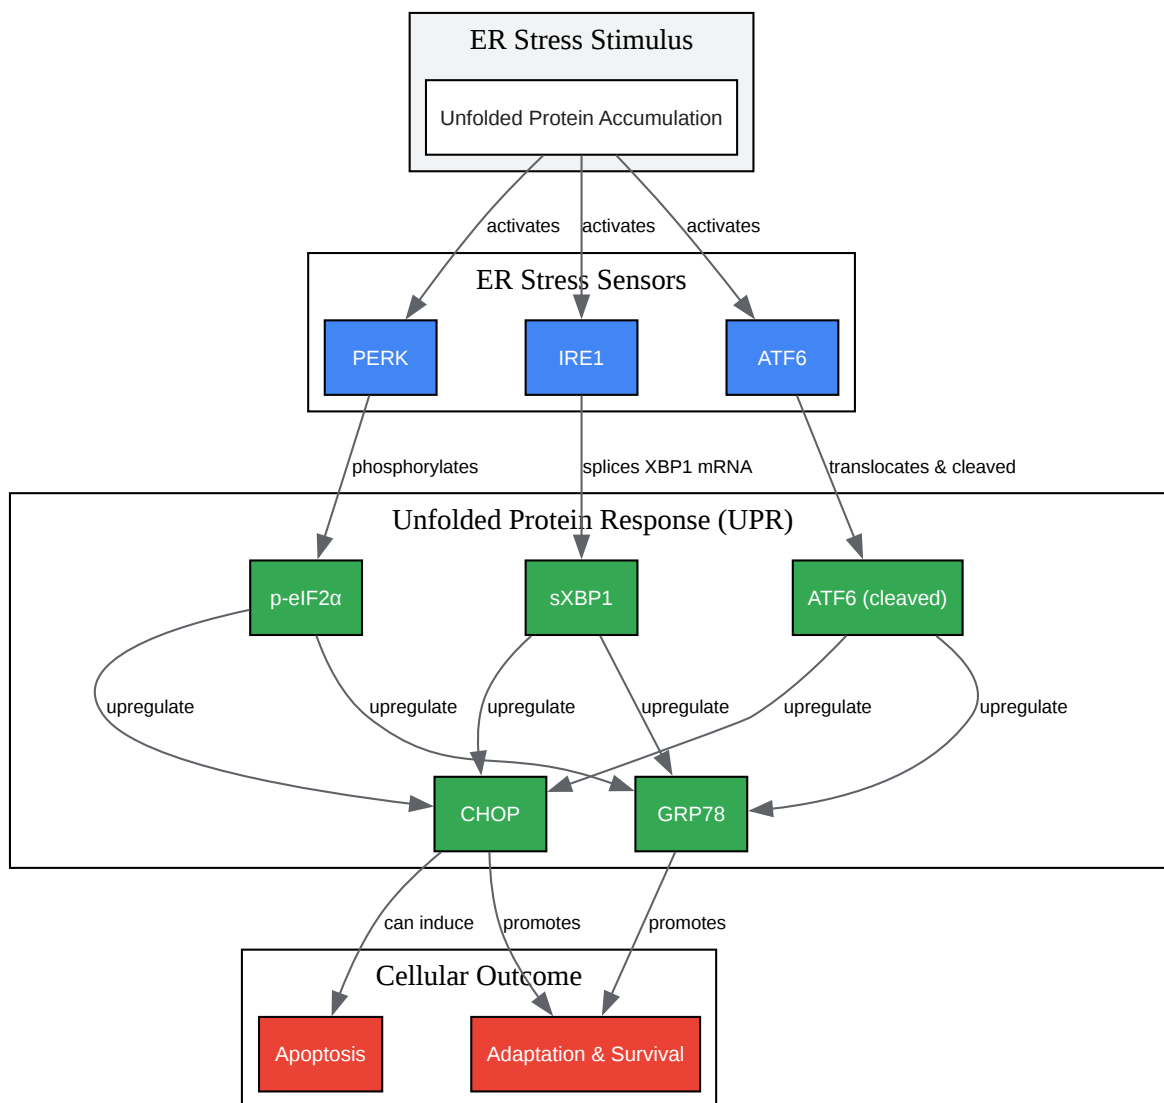 ER Stress Stimulus
Unfolded Protein Accumulation
activates
activates
activates
ER Stress Sensors
PERK
IRE1
ATF6
phosphorylates
splices XBP1 mRNA
translocates & cleaved
Unfolded Protein Response (UPR)
p-eIF2α
sXBP1
ATF6 (cleaved)
upregulate
upregulate
upregulate
upregulate
upregulate
upregulate
CHOP
GRP78
can induce
promotes
promotes
Cellular Outcome
Apoptosis
Adaptation & Survival